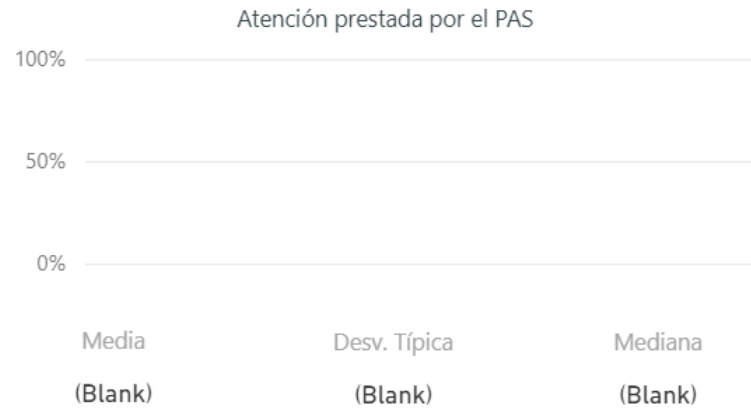 Atención prestada por el PAS
100%
50%
0%
Media Desv. Típica Mediana
(Blank) (Blank) (Blank)